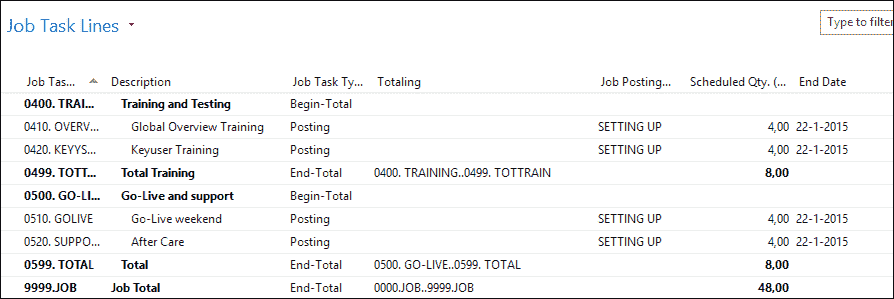 Job Task Lines
Type to filter
Job Tas... Description Job Task Ty... Totaling Job Posting... Scheduled Qty. (... End Date
0400. TRAI... Training and Testing Begin-Total
0410. OVERV... Global Overview Training Posting SETTING UP 4,00 22-1-2015
0420. KEYYS... Keyuser Training Posting SETTING UP 4,00 22-1-2015
0499. TOTT... Total Training End-Total 0400. TRAINING..0499. TOTTRAIN 8,00
0500. GO-LI... Go-Live and support Begin-Total
0510. GOLIVE Go-Live weekend Posting SETTING UP 4,00 22-1-2015
0520. SUPPO... After Care Posting SETTING UP 4,00 22-1-2015
0599. TOTAL Total End-Total 0500. GO-LIVE..0599. TOTAL 8,00
9999.JOB Job Total End-Total 0000.JOB..9999.JOB 48,00